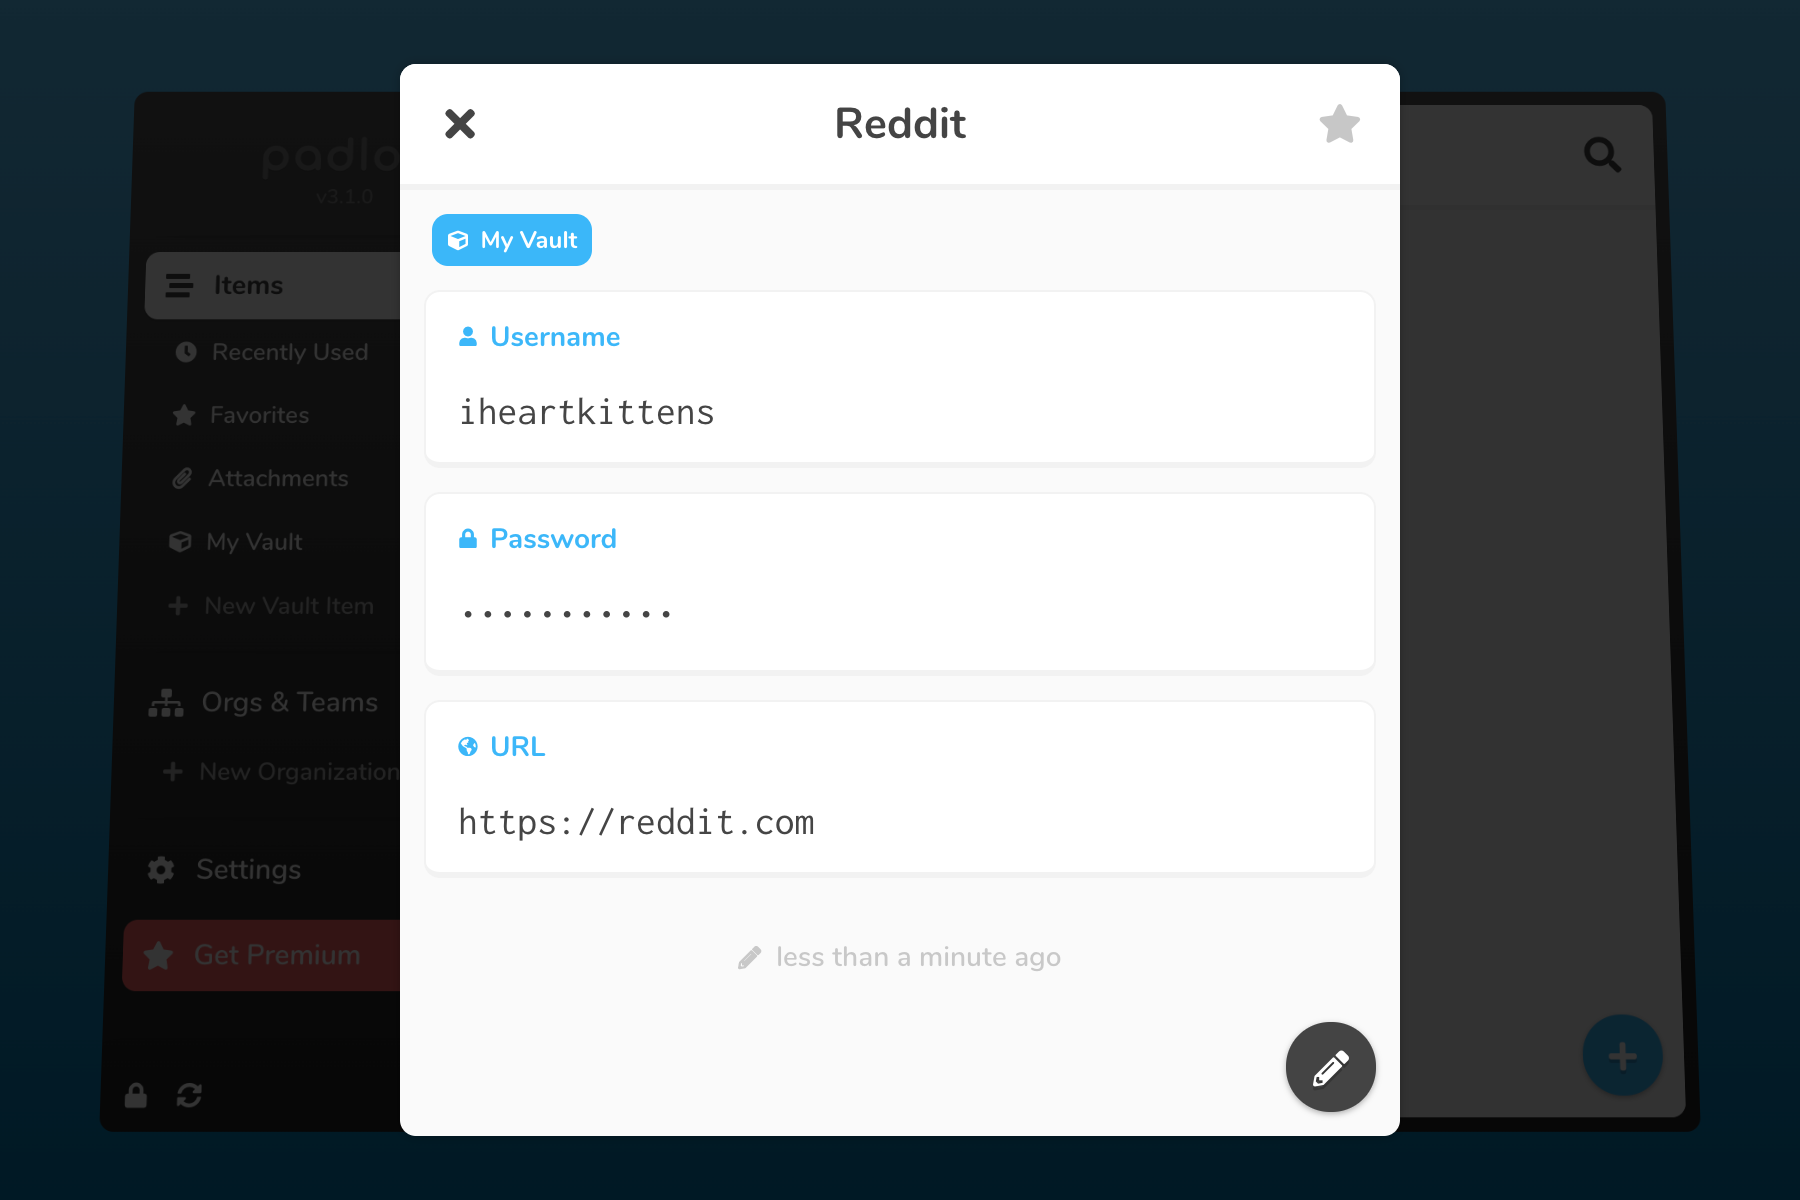 padlo
v3.1.0
Items
Recently Used
Favorites
Attachments
My Vault
New Vault Item
Orgs & Teams
New Organization
Settings
Get Premium
Reddit
My Vault
Username
iheartkittens
Password
...........
URL
https://reddit.com
less than a minute ago